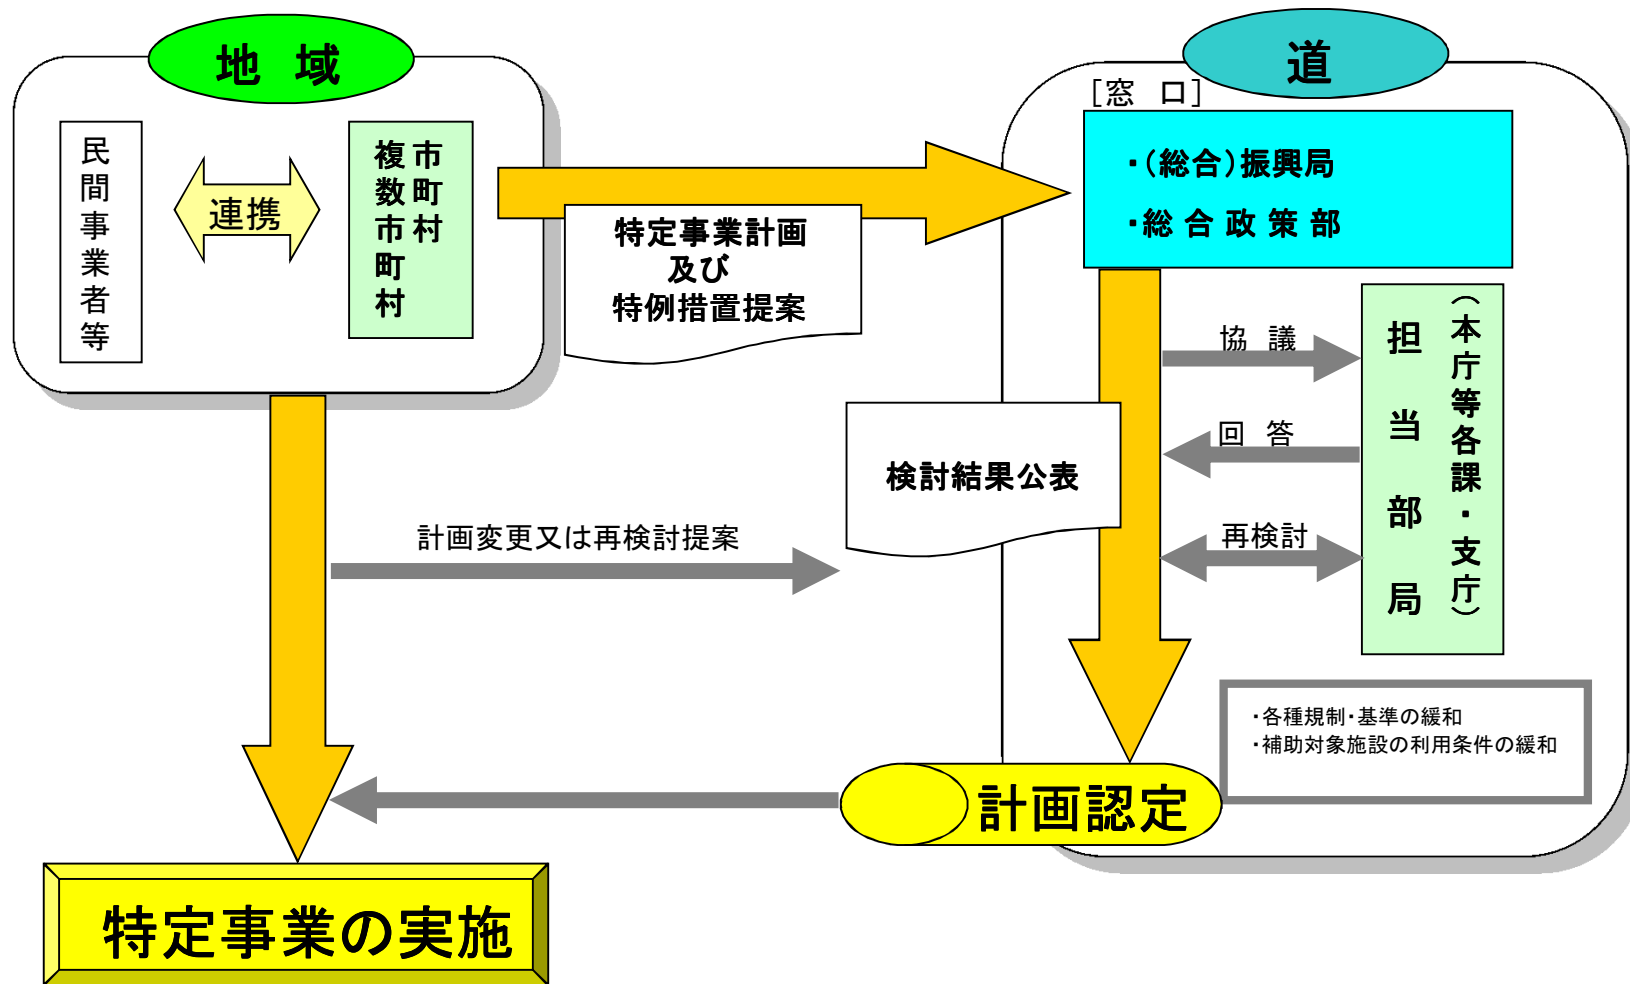 地 域
民間事業者等
連携
市町村
複数市町村
特定事業計画
及び
特例措置提案
道
［窓 口］
・（総合）振興局
・総 合 政 策 部
協 議
回 答
再検討
担当部局
（本庁等各課・支庁）
検討結果公表
計画変更又は再検討提案
・各種規制・基準の緩和
・補助対象施設の利用条件の緩和
計画認定
特定事業の実施